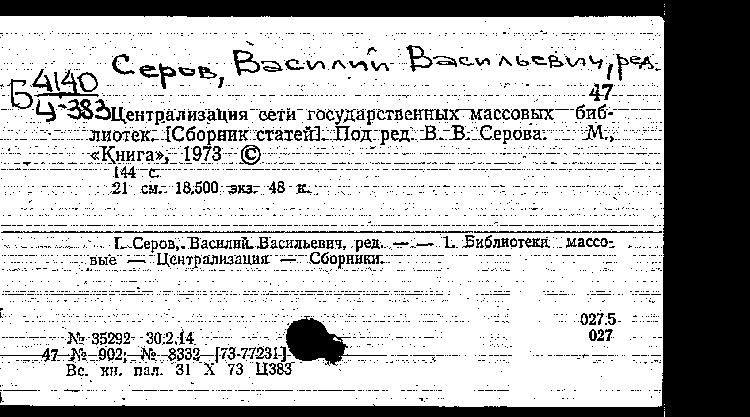 Серов, Василий Васильевич, ред.
Б 4140
Ц-383
47
Централизация сети государственных массовых биб-
лиотек. [Сборник статей]. Под ред. В. В. Серова. М.,
«Книга», 1973 ©
144 с.
21 см. 18.500 экз. 48 к.
I. Серов, Василий Васильевич, ред. — — 1. Библиотеки массо-
вые — Централизация — Сборники.
027.5
027
№ 35292 30.2.14
47 № 902; № 8332 [73-77231]
Вс. кн. пал. 31 X 73 Ц383